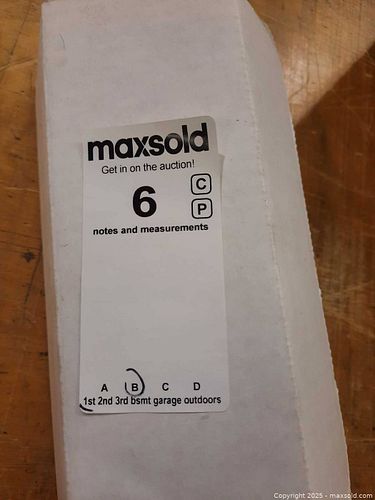 maxsold
Get in on the auction!
6
C
P
notes and measurements
A B C D
1st 2nd 3rd bsmt garage outdoors
Copyright 2025 - maxsold.com